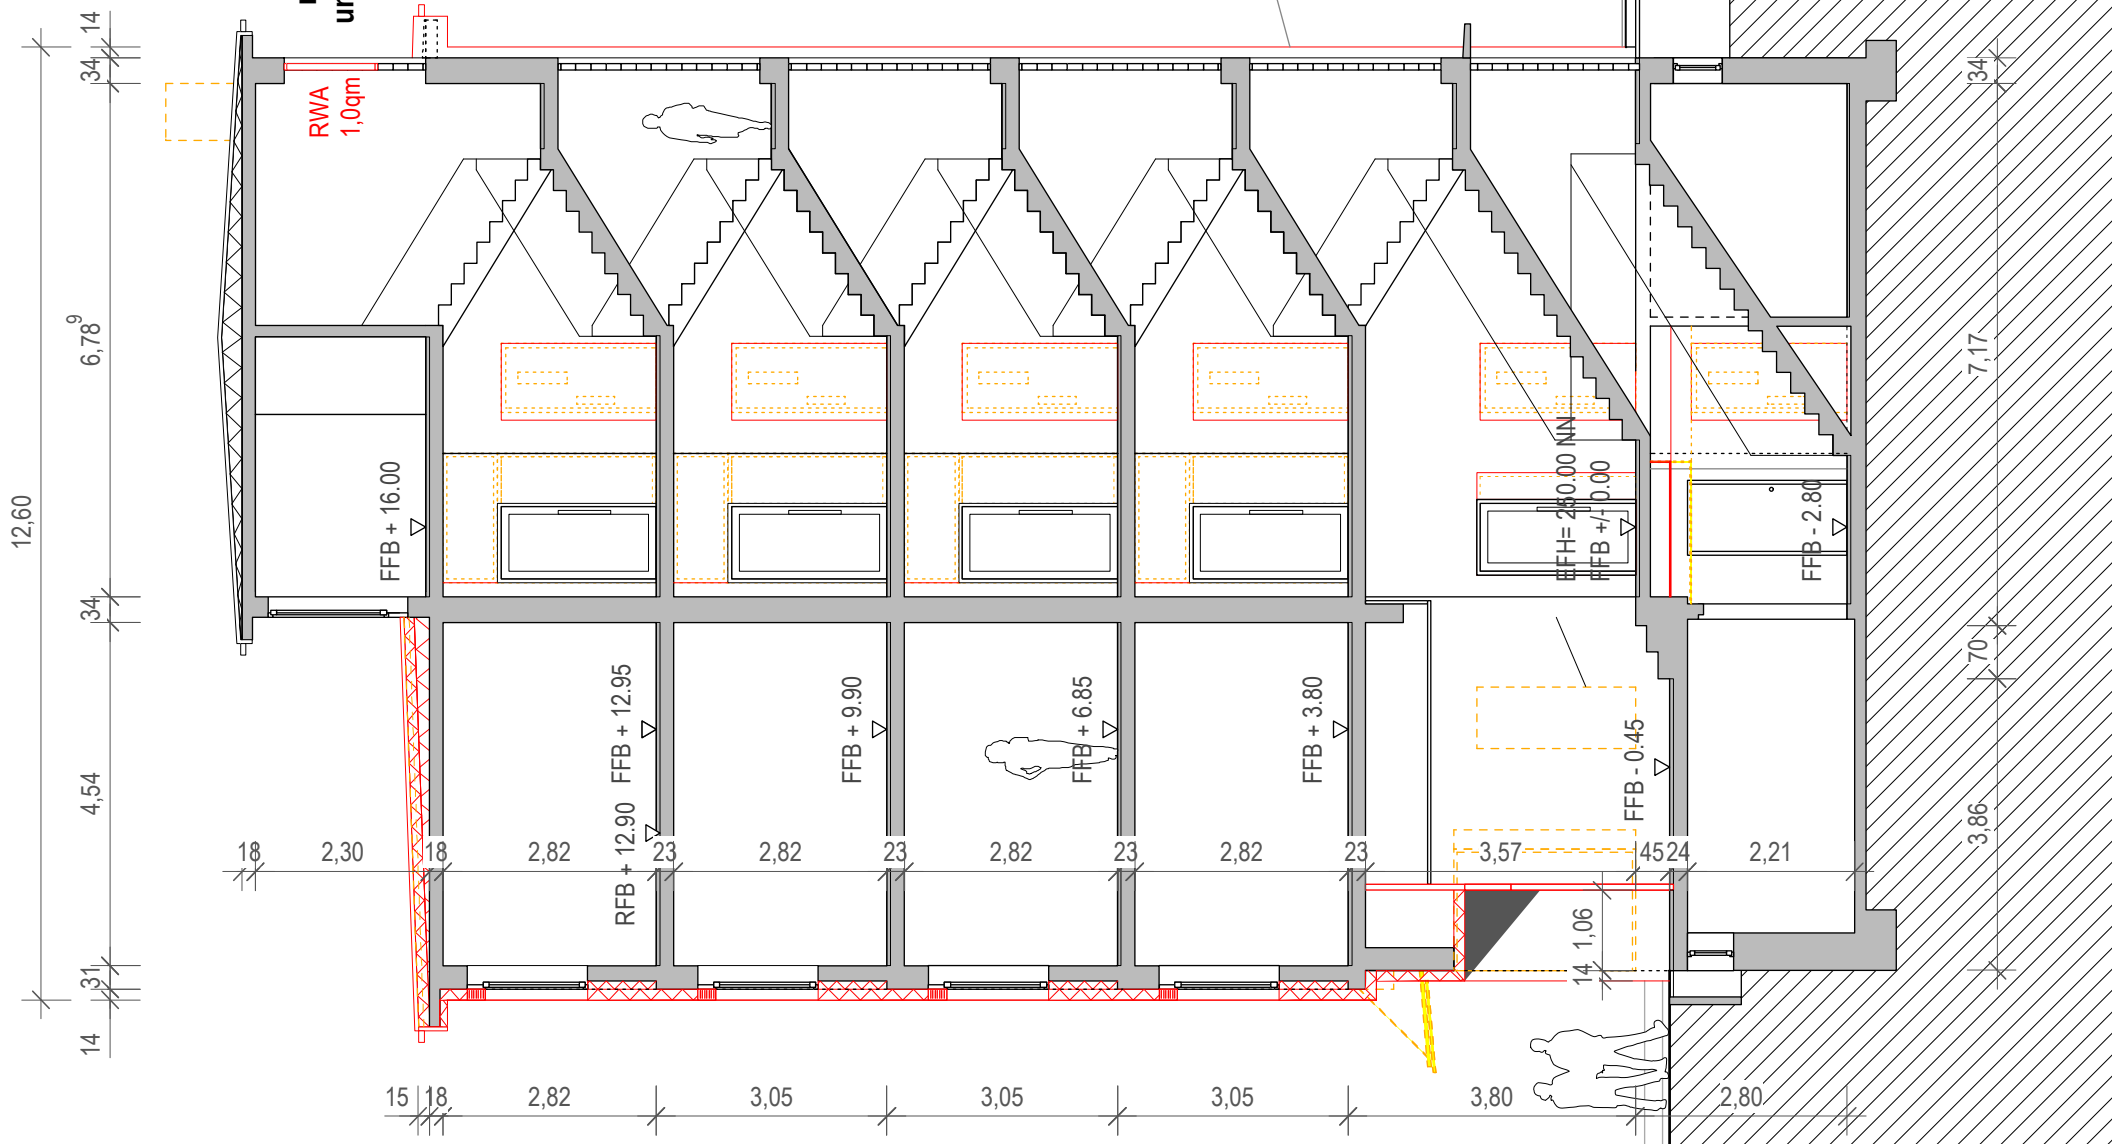 14
34
6,78⁹
12,60
34
4,54
31
14
RWA
1,0qm
34
7,17
70
3,86
FFB + 16.00
EFH= 250.00 NN
FFB +/- 0.00
FFB - 2.80
FFB + 12.95
RFB + 12.90
FFB + 9.90
FFB + 6.85
FFB + 3.80
FFB - 0.45
18 2,30 18 2,82 23 2,82 23 2,82 23 2,82 23 3,57 45 24 2,21
1,06
14
15 18 2,82 3,05 3,05 3,05 3,80 2,80